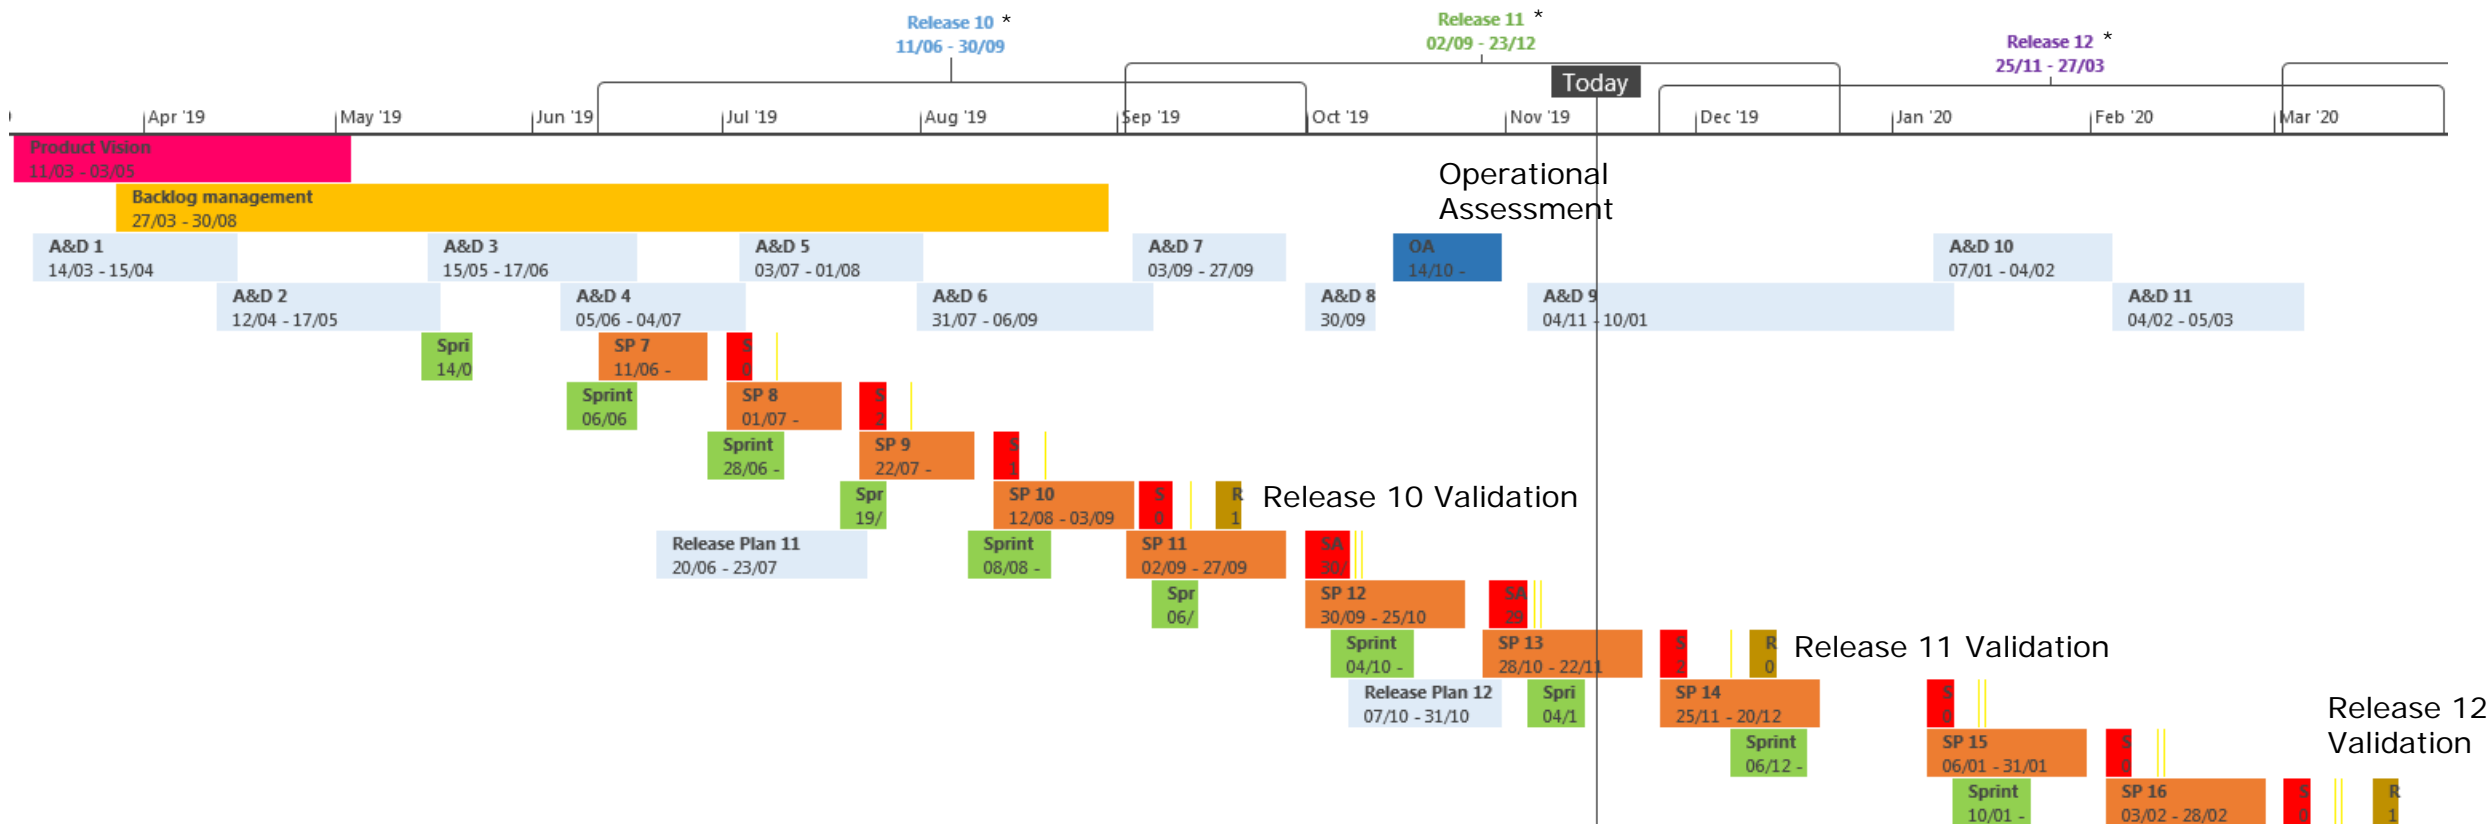 Release 10 *
11/06 - 30/09
Release 11 *
02/09 - 23/12
Release 12 *
25/11 - 27/03
Today
Apr '19
May '19
Jun '19
Jul '19
Aug '19
Sep '19
Oct '19
Nov '19
Dec '19
Jan '20
Feb '20
Mar '20
Product Vision
11/03 - 03/05
Operational
Assessment
Backlog management
27/03 - 30/08
A&D 1
14/03 - 15/04
A&D 3
15/05 - 17/06
A&D 5
03/07 - 01/08
A&D 7
03/09 - 27/09
OA
14/10 -
A&D 10
07/01 - 04/02
A&D 2
12/04 - 17/05
A&D 4
05/06 - 04/07
A&D 6
31/07 - 06/09
A&D 8
30/09
A&D 9
04/11 - 10/01
A&D 11
04/02 - 05/03
Spri
14/0
SP 7
11/06 -
S
0
Sprint
06/06
SP 8
01/07 -
S
2
Sprint
28/06 -
SP 9
22/07 -
S
1
Spr
19/
SP 10
12/08 - 03/09
S
0
R
1
Release 10 Validation
Release Plan 11
20/06 - 23/07
Sprint
08/08 -
SP 11
02/09 - 27/09
SA
30/
Spr
06/
SP 12
30/09 - 25/10
SA
29
Sprint
04/10 -
SP 13
28/10 - 22/11
S
2
R
0
Release 11 Validation
Release Plan 12
07/10 - 31/10
Spri
04/1
SP 14
25/11 - 20/12
S
0
Release 12
Validation
Sprint
06/12 -
SP 15
06/01 - 31/01
S
0
Sprint
10/01 -
SP 16
03/02 - 28/02
S
0
R
1